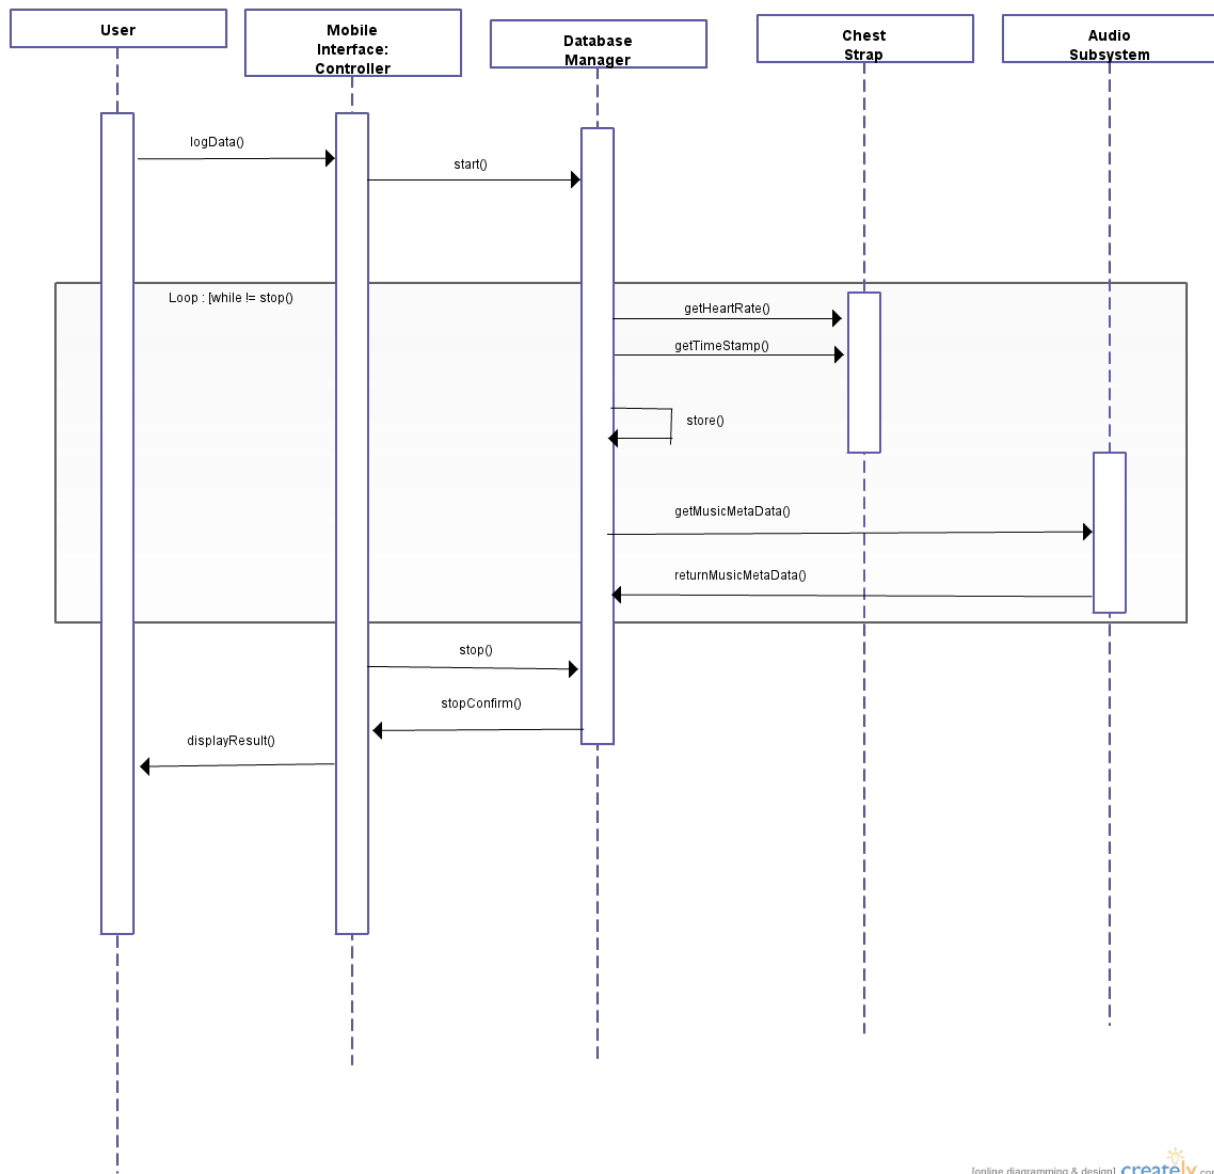 User
Mobile
Interface:
Controller
Database
Manager
Chest
Strap
Audio
Subsystem
logData()
start()
Loop : [while != stop()
getHeartRate()
getTimeStamp()
store()
getMusicMetaData()
returnMusicMetaData()
stop()
stopConfirm()
displayResult()
[online diagramming & design] creately